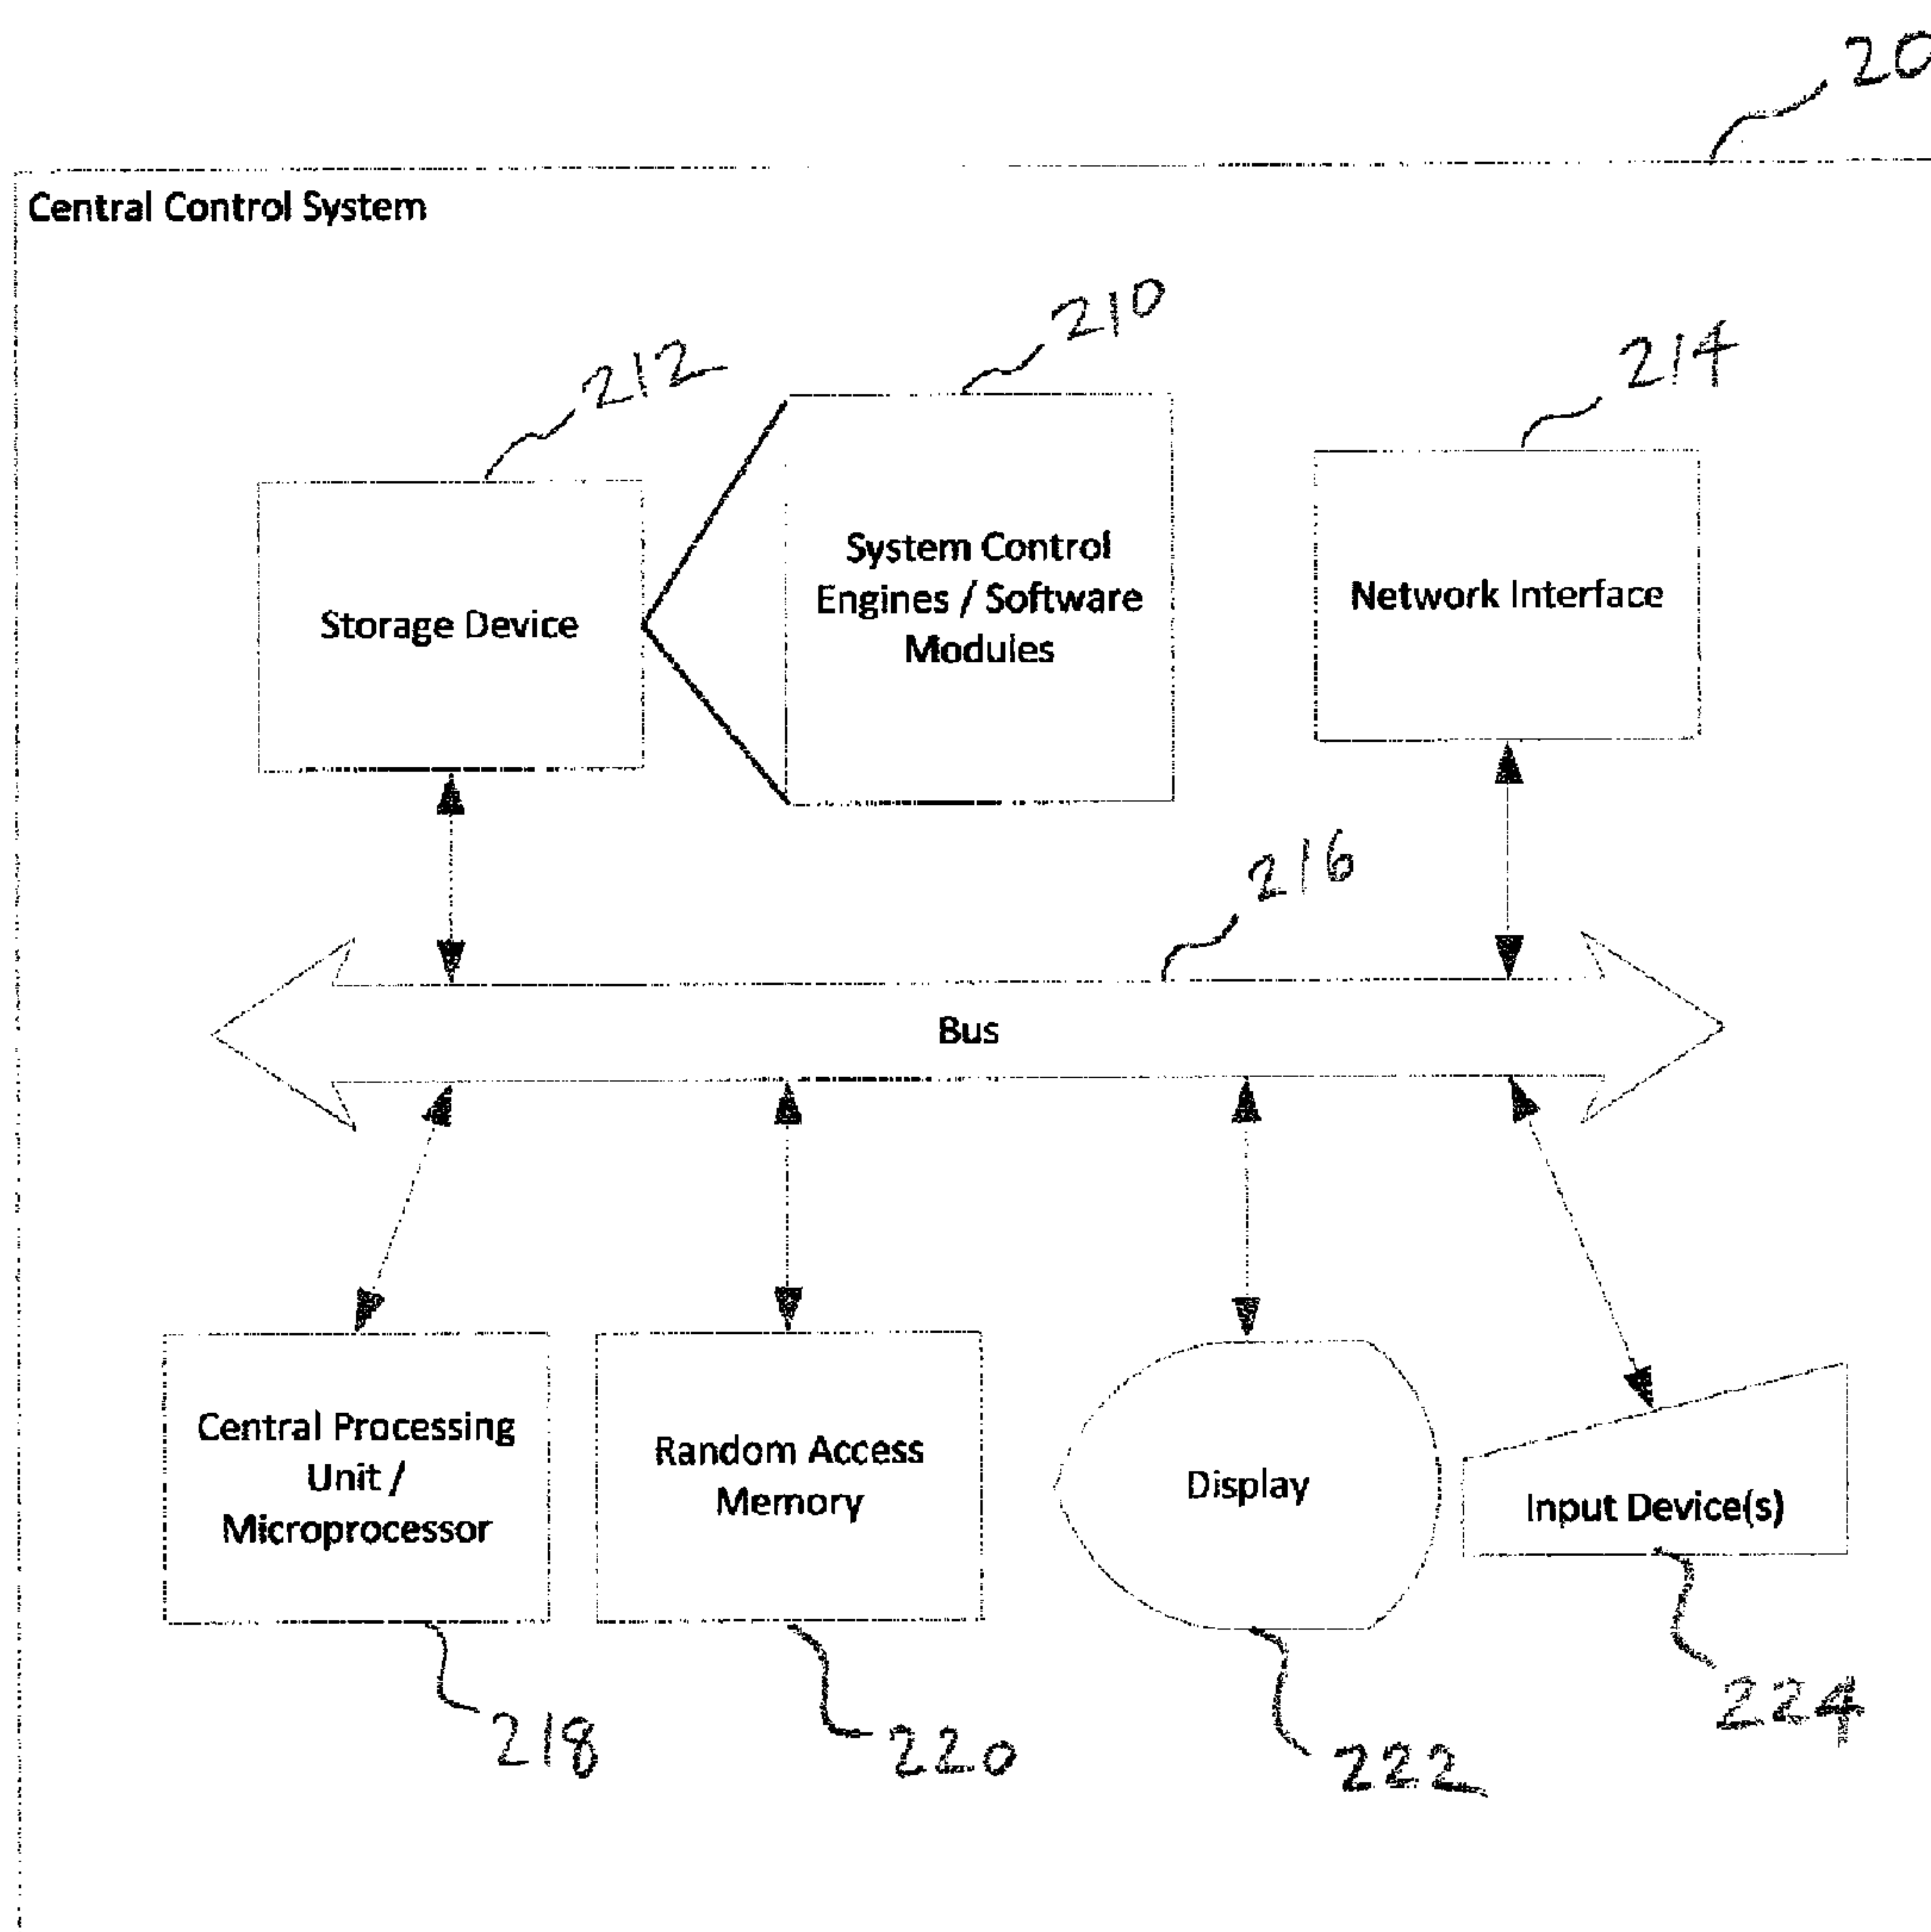 20
Central Control System
210
212
214
System Control
Engines / Software
Modules
Storage Device
Network Interface
216
Bus
Central Processing
Unit /
Microprocessor
Random Access
Memory
Display
Input Device(s)
218
220
222
224